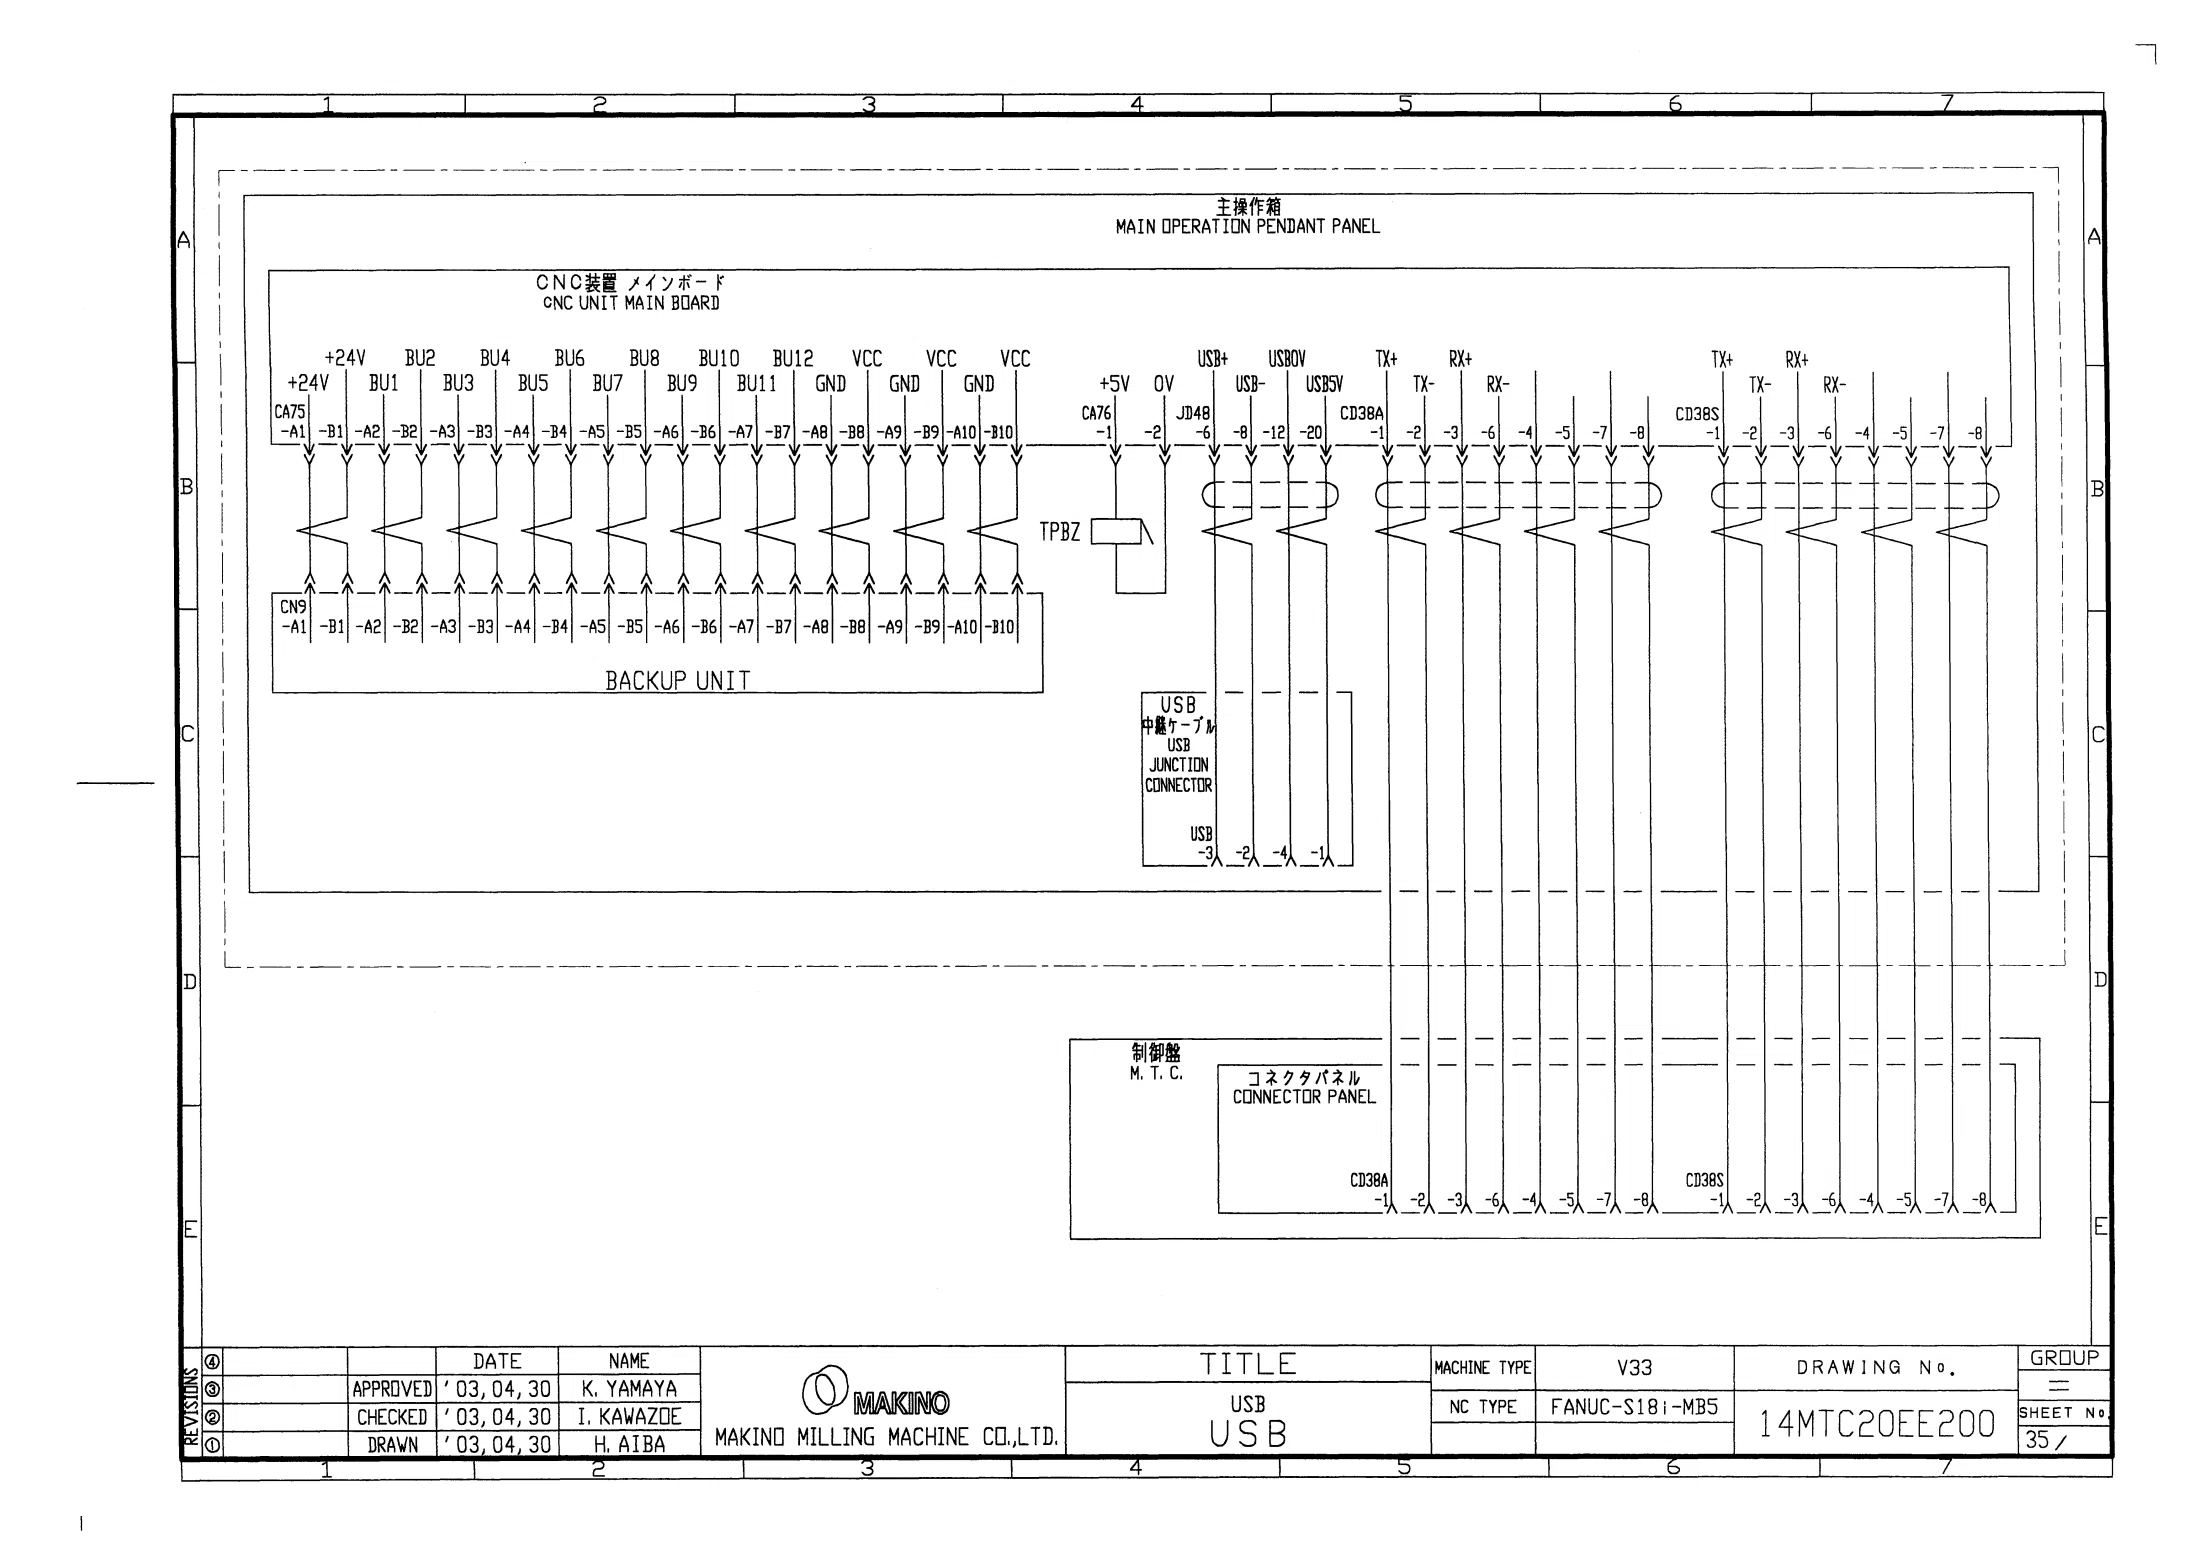 1 2 3 4 5 6 7
A A
主操作箱
MAIN OPERATION PENDANT PANEL
CNC装置 メインボード
CNC UNIT MAIN BOARD
+24V BU2 BU4 BU6 BU8 BU10 BU12 VCC VCC VCC USB+ USB0V TX+ RX+ TX+ RX+
+24V BU1 BU3 BU5 BU7 BU9 BU11 GND GND GND +5V 0V USB- USB5V TX- RX- TX- RX-
CA75 CA76 JD48 CD38A CD38S
-A1 -B1 -A2 -B2 -A3 -B3 -A4 -B4 -A5 -B5 -A6 -B6 -A7 -B7 -A8 -B8 -A9 -B9 -A10 -B10 -1 -2 -6 -8 -12 -20 -1 -2 -3 -6 -4 -5 -7 -8 -1 -2 -3 -6 -4 -5 -7 -8
B B
TPBZ
CN9
-A1 -B1 -A2 -B2 -A3 -B3 -A4 -B4 -A5 -B5 -A6 -B6 -A7 -B7 -A8 -B8 -A9 -B9 -A10 -B10
BACKUP UNIT
USB
中継ケーブル
USB
JUNCTION
CONNECTOR
C C
USB
-3 -2 -4 -1
D D
制御盤
M. T. C.
コネクタパネル
CONNECTOR PANEL
CD38A CD38S
-1 -2 -3 -6 -4 -5 -7 -8 -1 -2 -3 -6 -4 -5 -7 -8
E E
REVISIONS
④ DATE NAME
③ APPROVED '03,04,30 K. YAMAYA
② CHECKED '03,04,30 I. KAWAZOE
① DRAWN '03,04,30 H. AIBA
MAKINO
MAKINO MILLING MACHINE CO.,LTD.
TITLE
USB
USB
MACHINE TYPE V33
NC TYPE FANUC-S18i-MB5
DRAWING No.
14MTC20EE200
GROUP
=
SHEET No.
35/
1 2 3 4 5 6 7